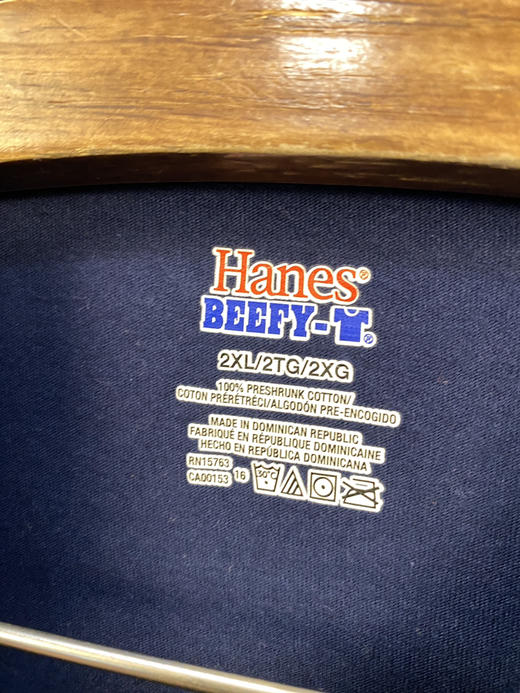 Hanes®
BEEFY-T®
2XL/2TG/2XG
100% PRESHRUNK COTTON/
COTON PRÉRÉTRÉCI/ALGODÓN PRE-ENCOGIDO
MADE IN DOMINICAN REPUBLIC
FABRIQUÉ EN RÉPUBLIQUE DOMINICAINE
HECHO EN REPÚBLICA DOMINICANA
RN15763
CA00153 16 30°C